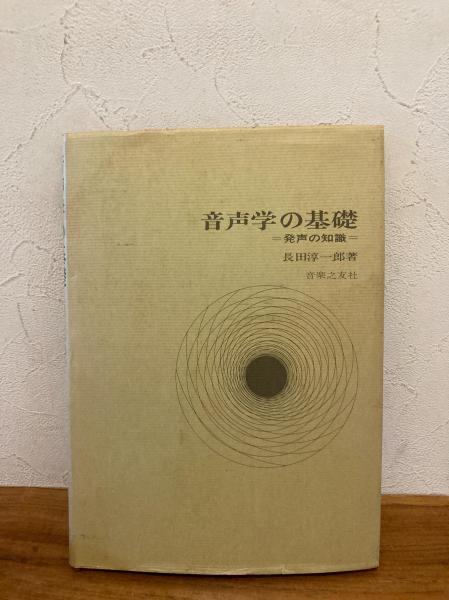 音声学の基礎
＝発声の知識＝
長田淳一郎著
音楽之友社